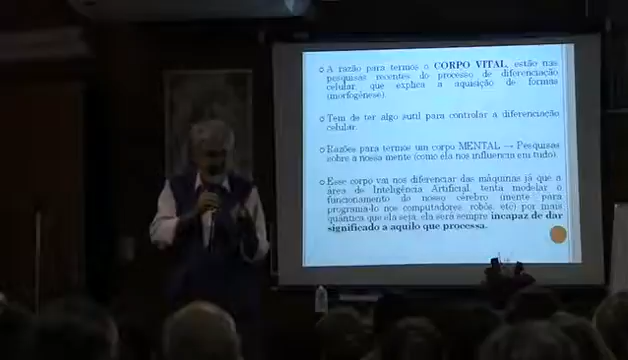 A razão para termos o CORPO VITAL, estão nas
pesquisas recentes do processo de diferenciação
celular, que explica a aquisição de formas
(morfogênese).
Tem de ter algo sutil para controlar a diferenciação
celular.
Razões para termos um corpo MENTAL → Pesquisas
sobre a nossa mente (como ela nos influencia em tudo).
Esse corpo vai nos diferenciar das máquinas já que a
área de Inteligência Artificial, tenta modelar o
funcionamento do nosso cérebro (mente para
programá-lo nos computadores, robôs, etc) por mais
quântica que ela seja, ela será sempre incapaz de dar
significado a aquilo que processa.